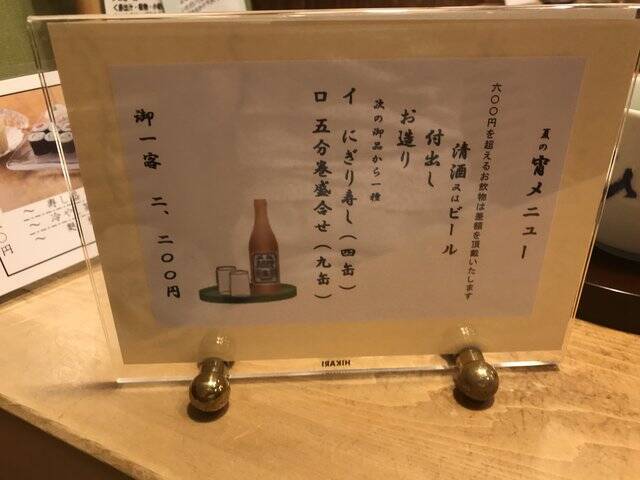 夏の宵メニュー
六〇〇円を超えるお飲物は差額を頂戴いたします
清酒又はビール
付出し
お造り
次の御品から一種
イ にぎり寿し(四缶)
ロ 五分巻盛合せ(九缶)
御一客 二、二〇〇円
HIKARI